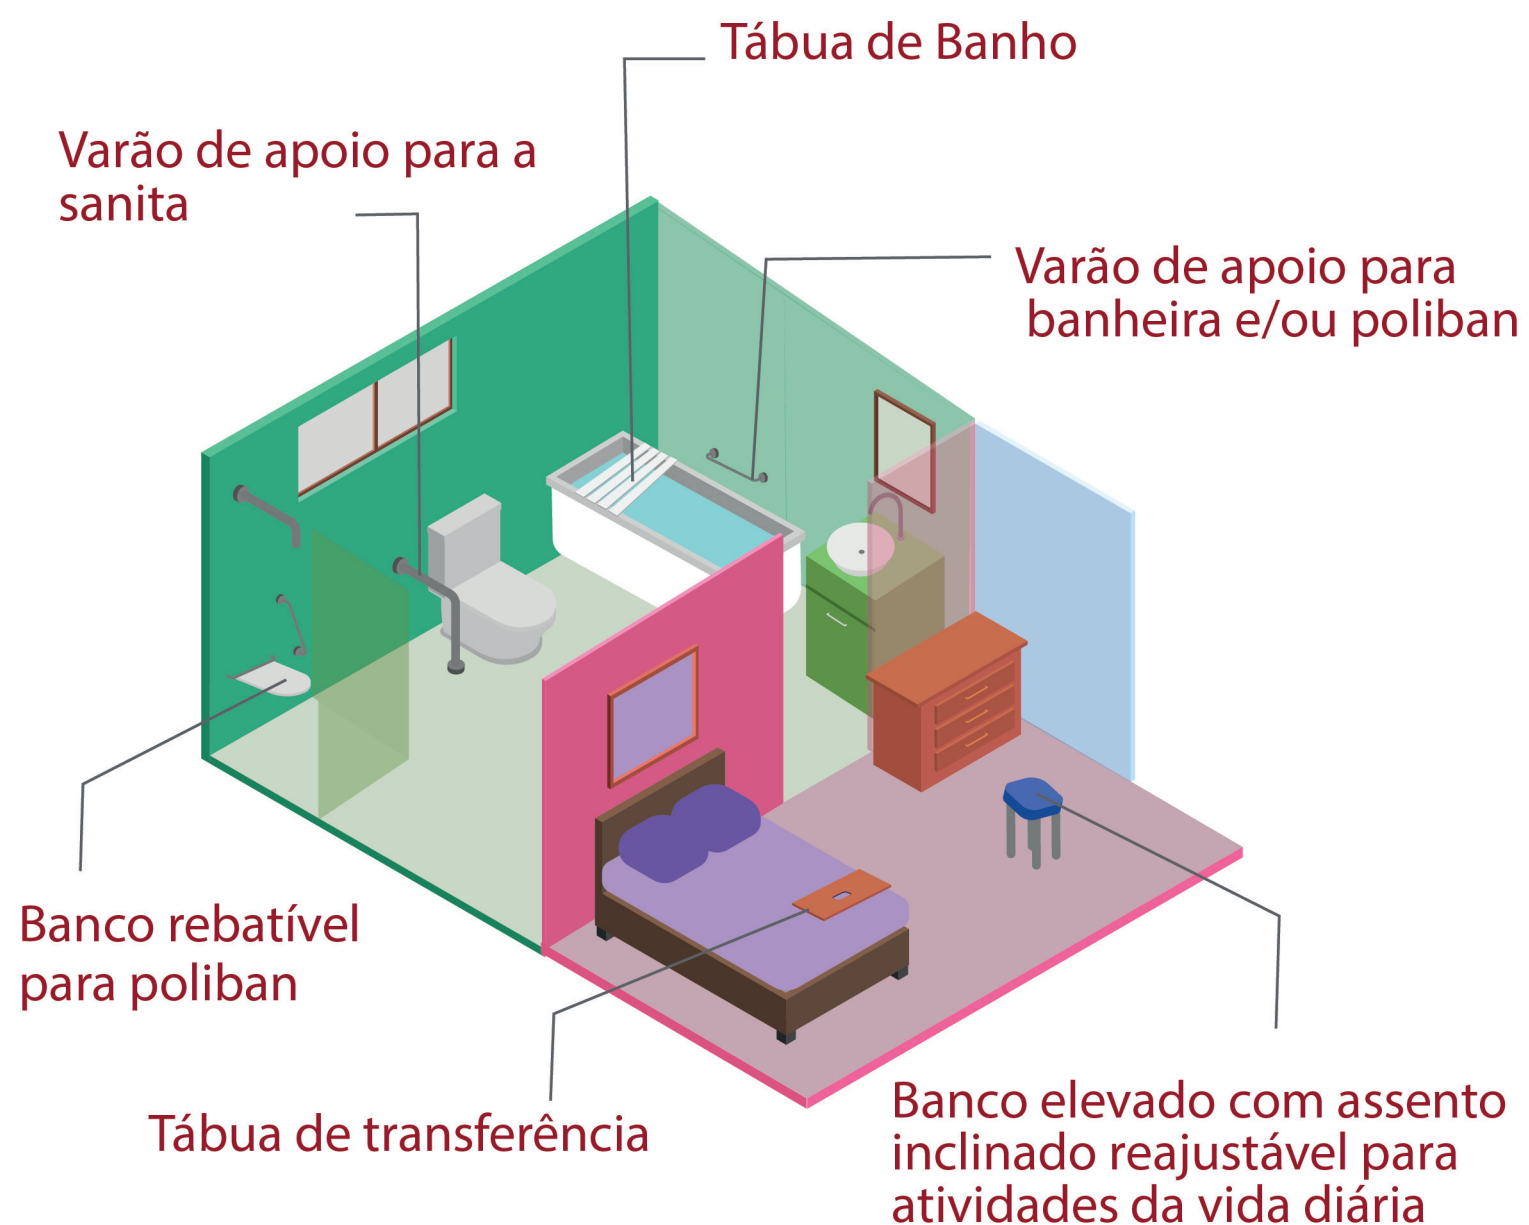 Tábua de Banho
Varão de apoio para a
sanita
Varão de apoio para
banheira e/ou poliban
Banco rebatível
para poliban
Tábua de transferência
Banco elevado com assento
inclinado reajustável para
atividades da vida diária